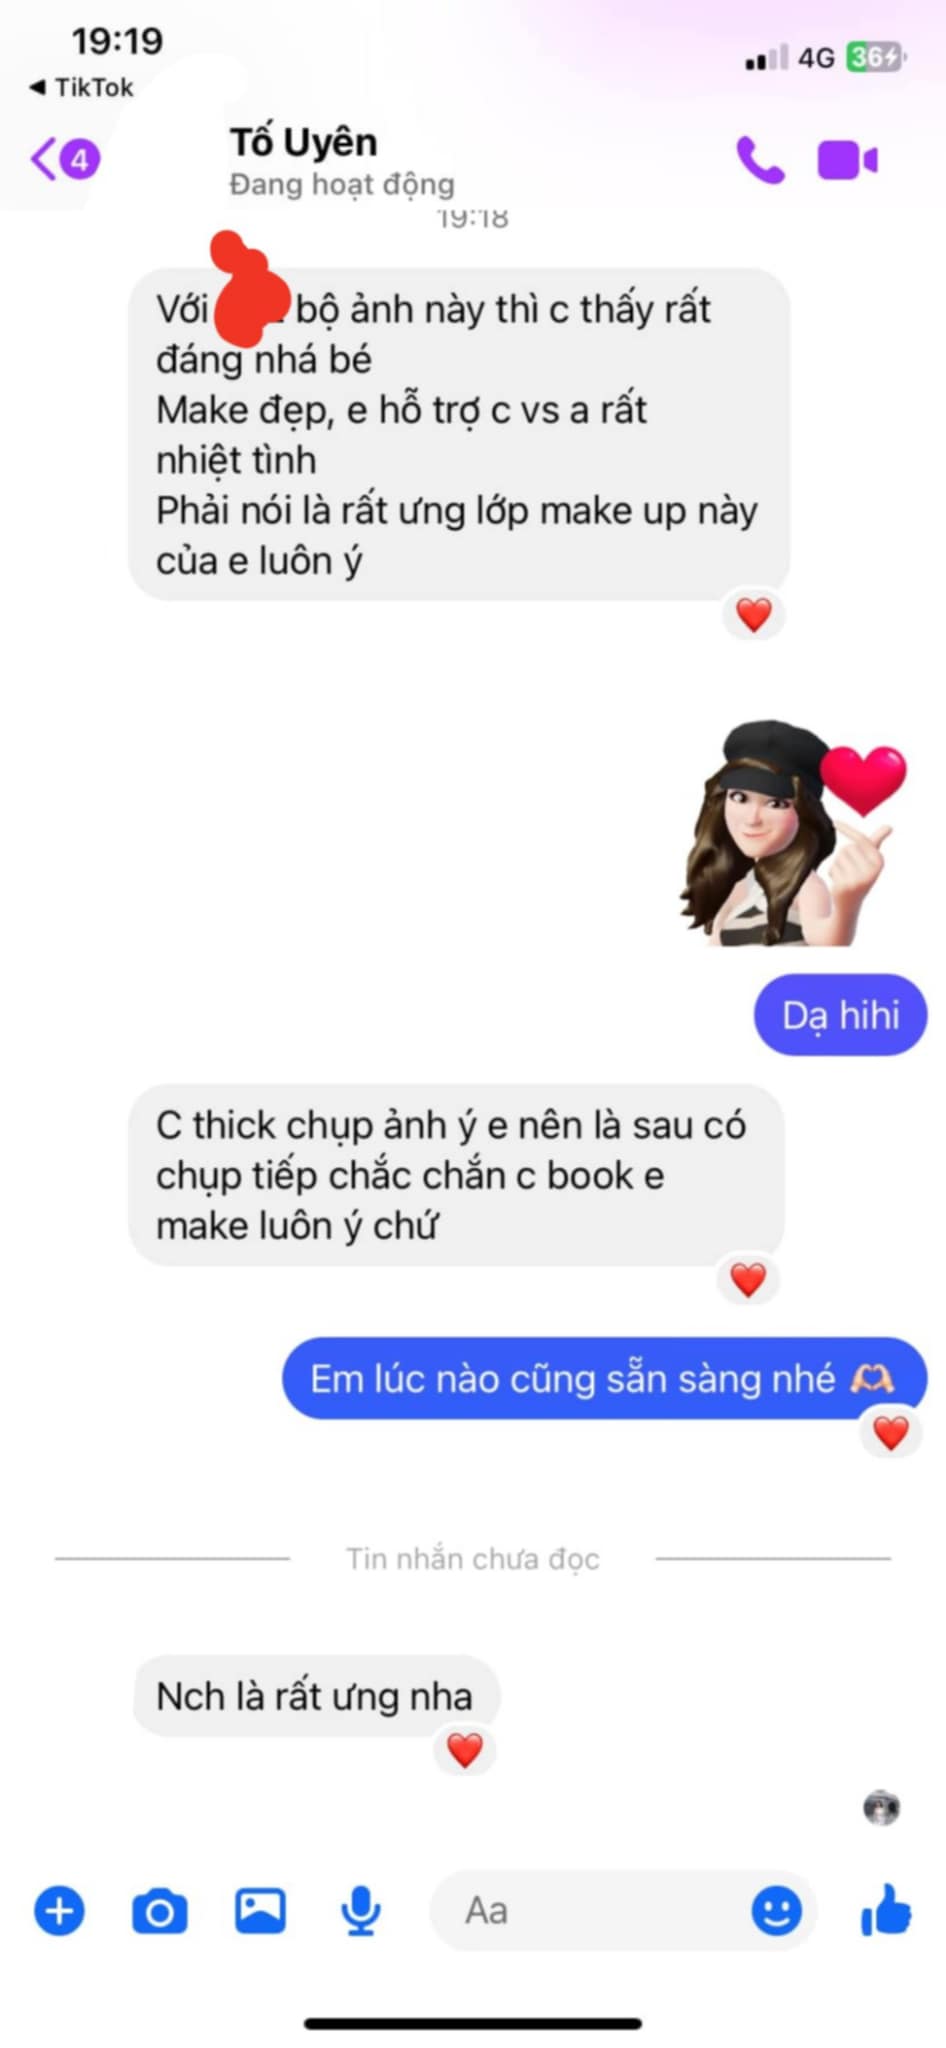 19:19
4G 36
TikTok
4
Tố Uyên
Đang hoạt động
19:18
Với bộ ảnh này thì c thấy rất
đáng nhá bé
Make đẹp, e hỗ trợ c vs a rất
nhiệt tình
Phải nói là rất ưng lớp make up này
của e luôn ý
Dạ hihi
C thick chụp ảnh ý e nên là sau có
chụp tiếp chắc chắn c book e
make luôn ý chứ
Em lúc nào cũng sẵn sàng nhé 🫶🏻
Tin nhắn chưa đọc
Nch là rất ưng nha
Aa